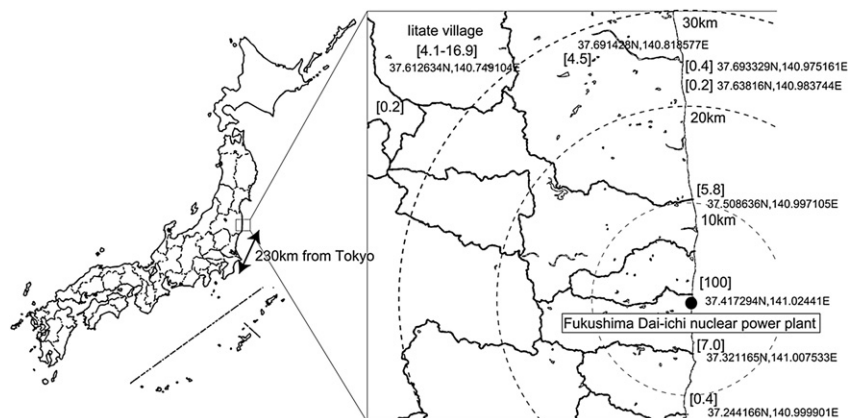 230km from Tokyo
30km
Iitate village
[4.1-16.9]
37.612634N,140.749104E
37.691428N,140.818577E
[4.5]
[0.4] 37.693329N,140.975161E
[0.2] 37.63816N,140.983744E
[0.2]
20km
[5.8]
37.508636N,140.997105E
10km
[100]
37.417294N,141.02441E
Fukushima Dai-ichi nuclear power plant
[7.0]
37.321165N,141.007533E
[0.4]
37.244166N,140.999901E